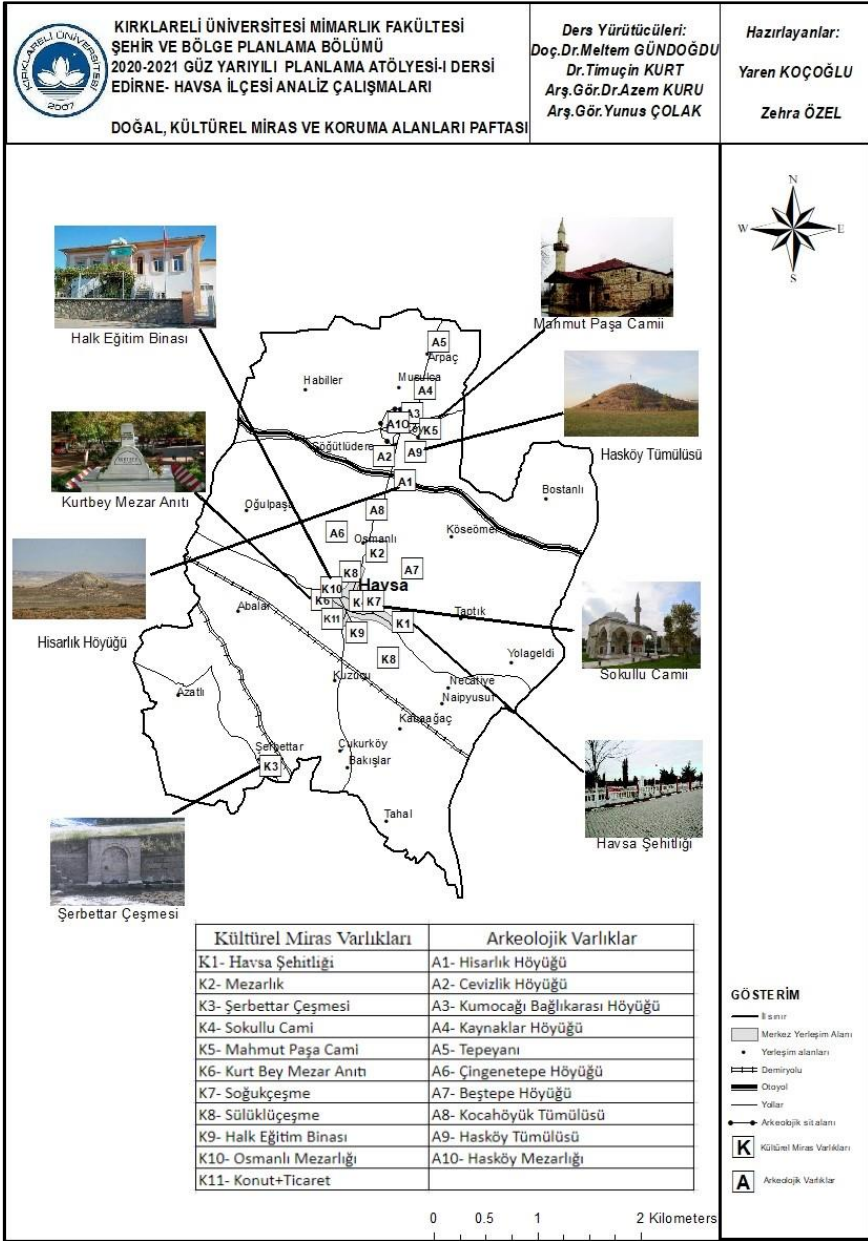 KIRKLARELİ ÜNİVERSİTESİ
2007
KIRKLARELİ ÜNİVERSİTESİ MİMARLIK FAKÜLTESİ
ŞEHİR VE BÖLGE PLANLAMA BÖLÜMÜ
2020-2021 GÜZ YARIYILI PLANLAMA ATÖLYESİ-I DERSİ
EDİRNE- HAVSA İLÇESİ ANALİZ ÇALIŞMALARI
DOĞAL, KÜLTÜREL MİRAS VE KORUMA ALANLARI PAFTASI
Ders Yürütücüleri:
Doç.Dr.Meltem GÜNDOĞDU
Dr.Timuçin KURT
Arş.Gör.Dr.Azem KURU
Arş.Gör.Yunus ÇOLAK
Hazırlayanlar:
Yaren KOÇOĞLU
Zehra ÖZEL
N
W
E
S
Halk Eğitim Binası
Mahmut Paşa Camii
Kurtbey Mezar Anıtı
Hasköy Tümülüsü
Hisarlık Höyüğü
Sokullu Camii
Havsa Şehitliği
Şerbettar Çeşmesi
A5
Arpaç
Habiller
Musulca
A4
A3
A10
K5
Söğütlüdere
A2
A9
A1
Bostanlı
Oğulpaşa
A8
A6
Osmanlı
Köseömer
K2
K8
A7
K10
Havsa
K6
K7
Abalar
K11
K1
Taptık
K9
K8
Yolageldi
Kuzucu
Necatiye
Azatlı
Naipyusuf
Şerbettar
K3
Çukurköy
Bakışlar
Tahal
Kültürel Miras Varlıkları
Arkeolojik Varlıklar
K1- Havsa Şehitliği
A1- Hisarlık Höyüğü
K2- Mezarlık
A2- Cevizlik Höyüğü
K3- Şerbettar Çeşmesi
A3- Kumocağı Bağlıkarası Höyüğü
K4- Sokullu Cami
A4- Kaynaklar Höyüğü
K5- Mahmut Paşa Cami
A5- Tepeyanı
K6- Kurt Bey Mezar Anıtı
A6- Çingenetepe Höyüğü
K7- Soğukçeşme
A7- Beştepe Höyüğü
K8- Sülüklüçeşme
A8- Kocahöyük Tümülüsü
K9- Halk Eğitim Binası
A9- Hasköy Tümülüsü
K10- Osmanlı Mezarlığı
A10- Hasköy Mezarlığı
K11- Konut+Ticaret
GÖSTERİM
İl sınır
Merkez Yerleşim Alanı
Yerleşim alanları
Demiryolu
Otoyol
Yollar
Arkeolojik sit alanı
K
Kültürel Miras Varlıkları
A
Arkeolojik Varlıklar
0 0.5 1 2 Kilometers